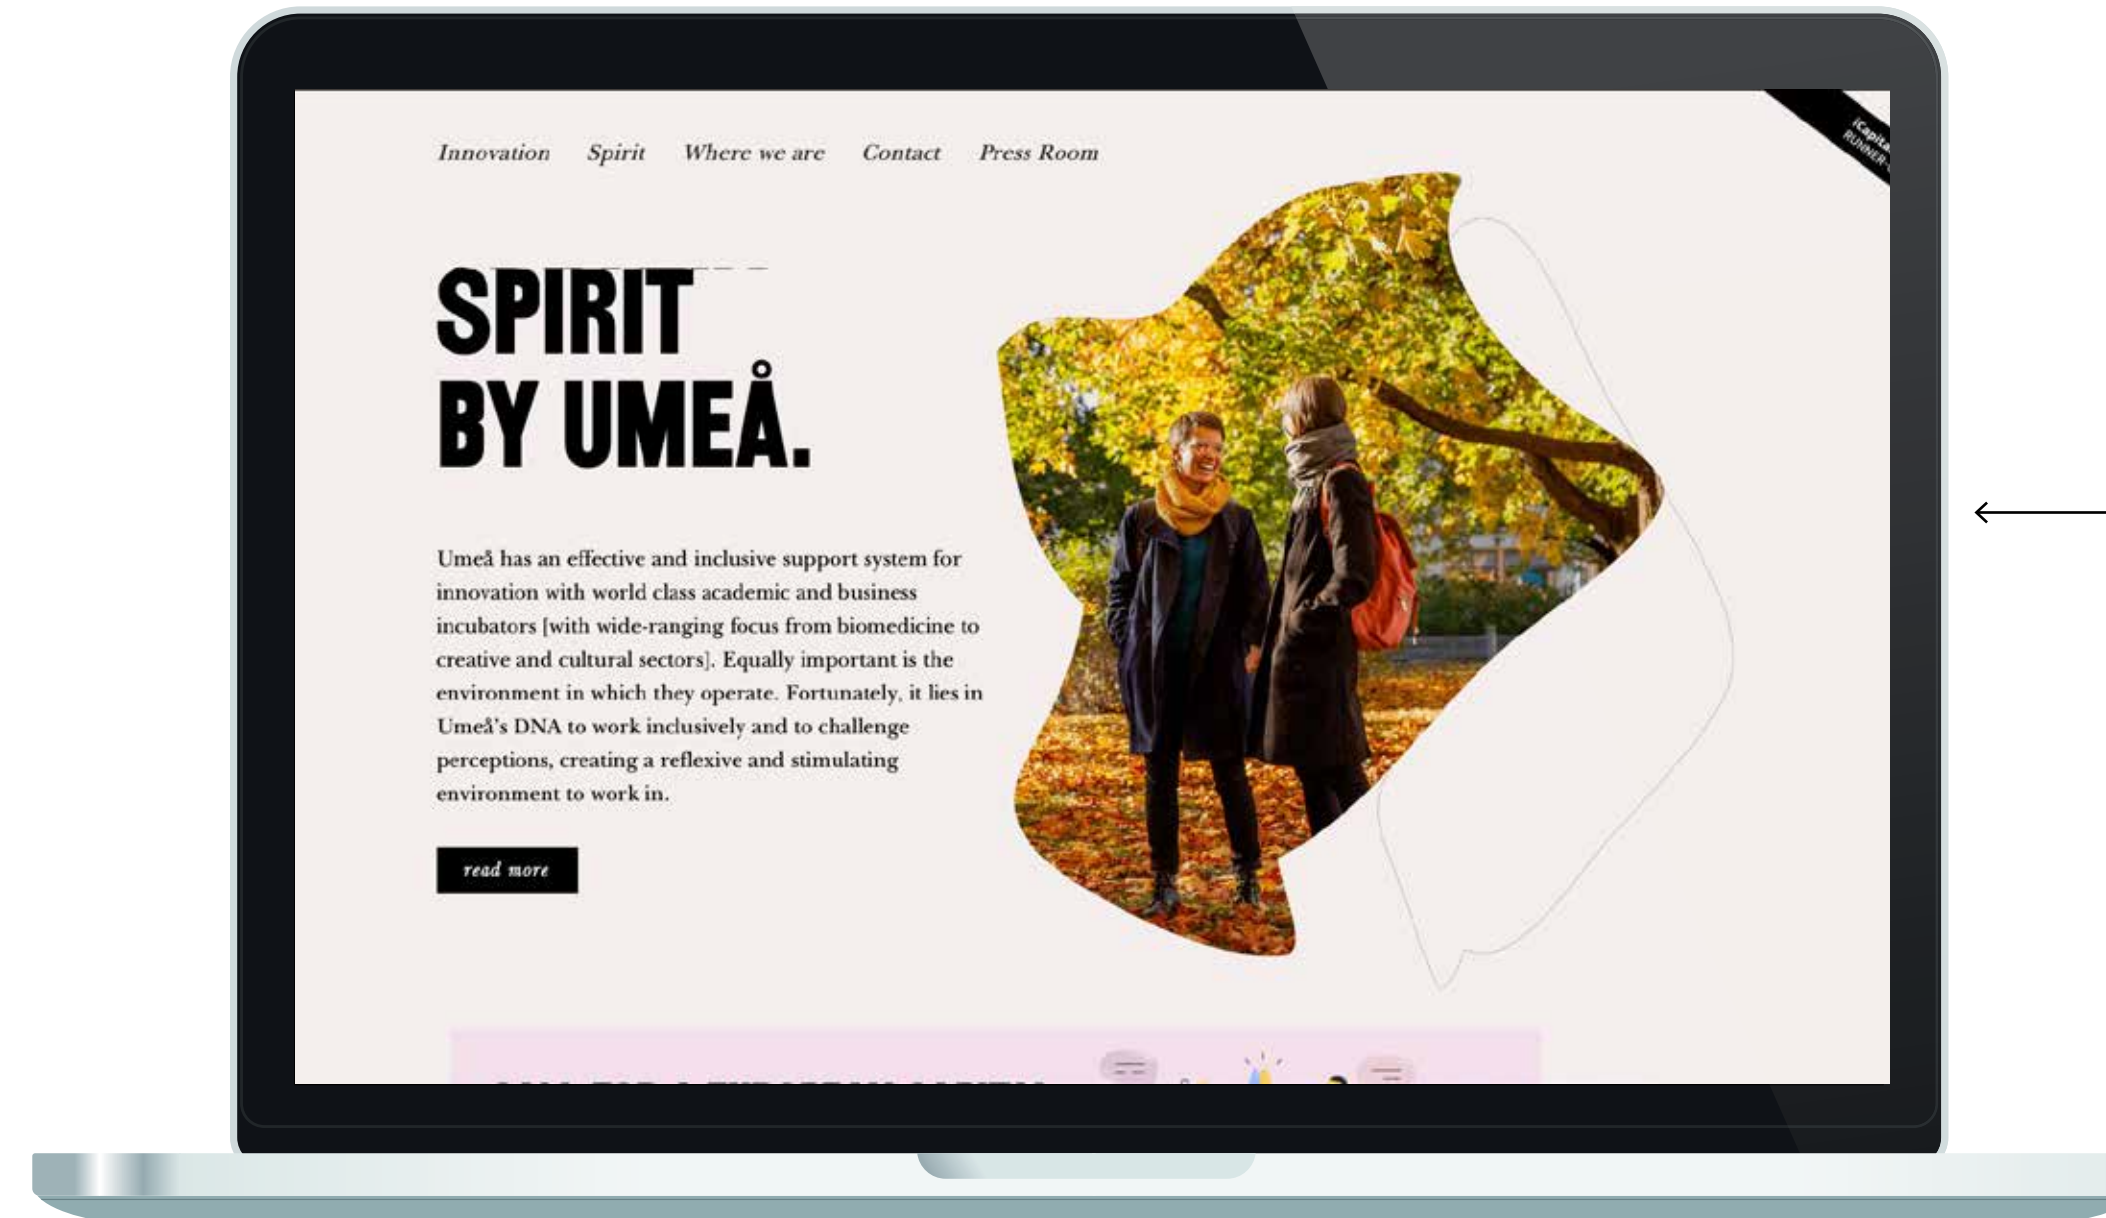 Innovation Spirit Where we are Contact Press Room
SPIRIT
BY UMEÅ.
Umeå has an effective and inclusive support system for
innovation with world class academic and business
incubators [with wide-ranging focus from biomedicine to
creative and cultural sectors]. Equally important is the
environment in which they operate. Fortunately, it lies in
Umeå's DNA to work inclusively and to challenge
perceptions, creating a reflexive and stimulating
environment to work in.
read more